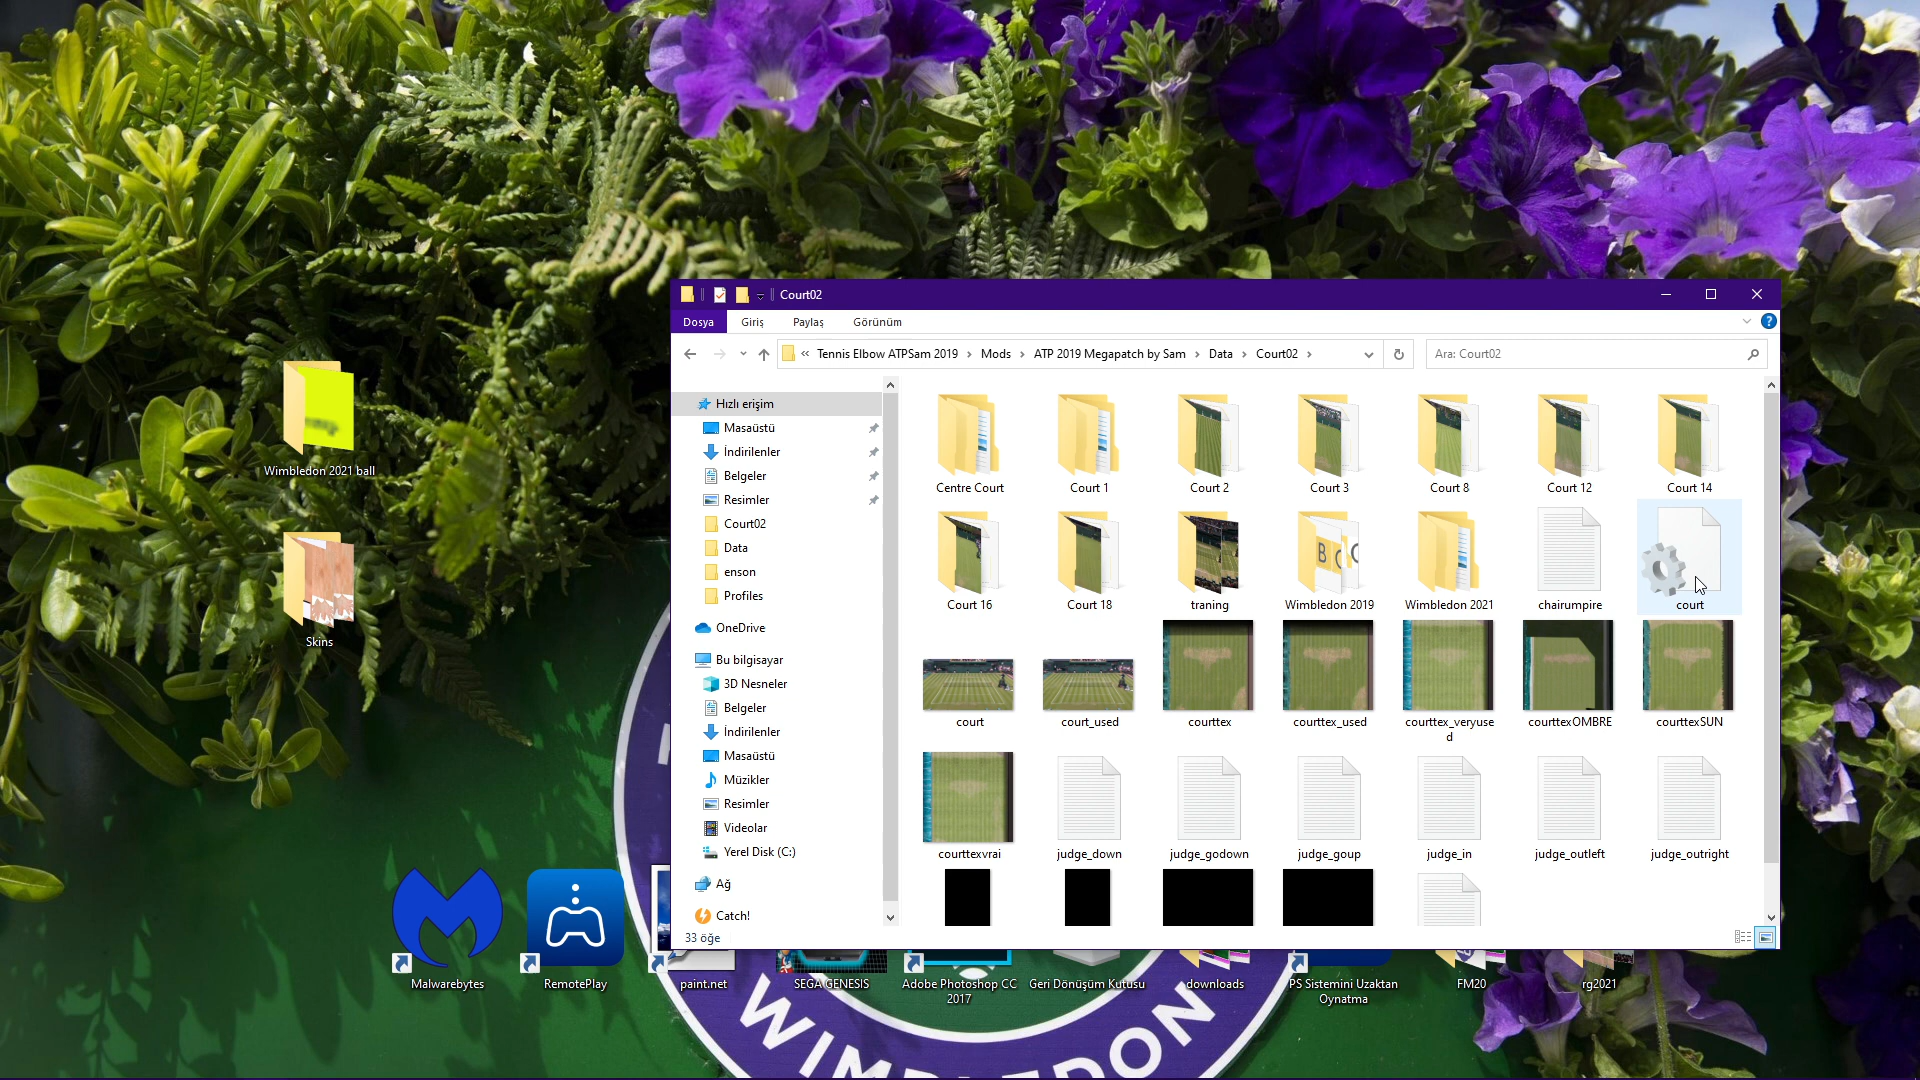 Court02
Dosya
Giriş
Paylaş
Görünüm
« Tennis Elbow ATPSam 2019 › Mods › ATP 2019 Megapatch by Sam › Data › Court02 ›
Ara: Court02
Hızlı erişim
Masaüstü
İndirilenler
Belgeler
Resimler
Court02
Data
enson
Profiles
OneDrive
Bu bilgisayar
3D Nesneler
Belgeler
İndirilenler
Masaüstü
Müzikler
Resimler
Videolar
Yerel Disk (C:)
Ağ
Catch!
33 öğe
Centre Court
Court 1
Court 2
Court 3
Court 8
Court 12
Court 14
Court 16
Court 18
traning
Wimbledon 2019
Wimbledon 2021
chairumpire
court
court
court_used
courttex
courttex_used
courttex_veryuse
d
courttexOMBRE
courttexSUN
courttexvrai
judge_down
judge_godown
judge_goup
judge_in
judge_outleft
judge_outright
Wimbledon 2021 ball
Skins
Malwarebytes
RemotePlay
paint.net
SEGA GENESIS
Adobe Photoshop CC
2017
Geri Dönüşüm Kutusu
downloads
PS Sistemini Uzaktan
Oynatma
FM20
rg2021
WIMBLEDON